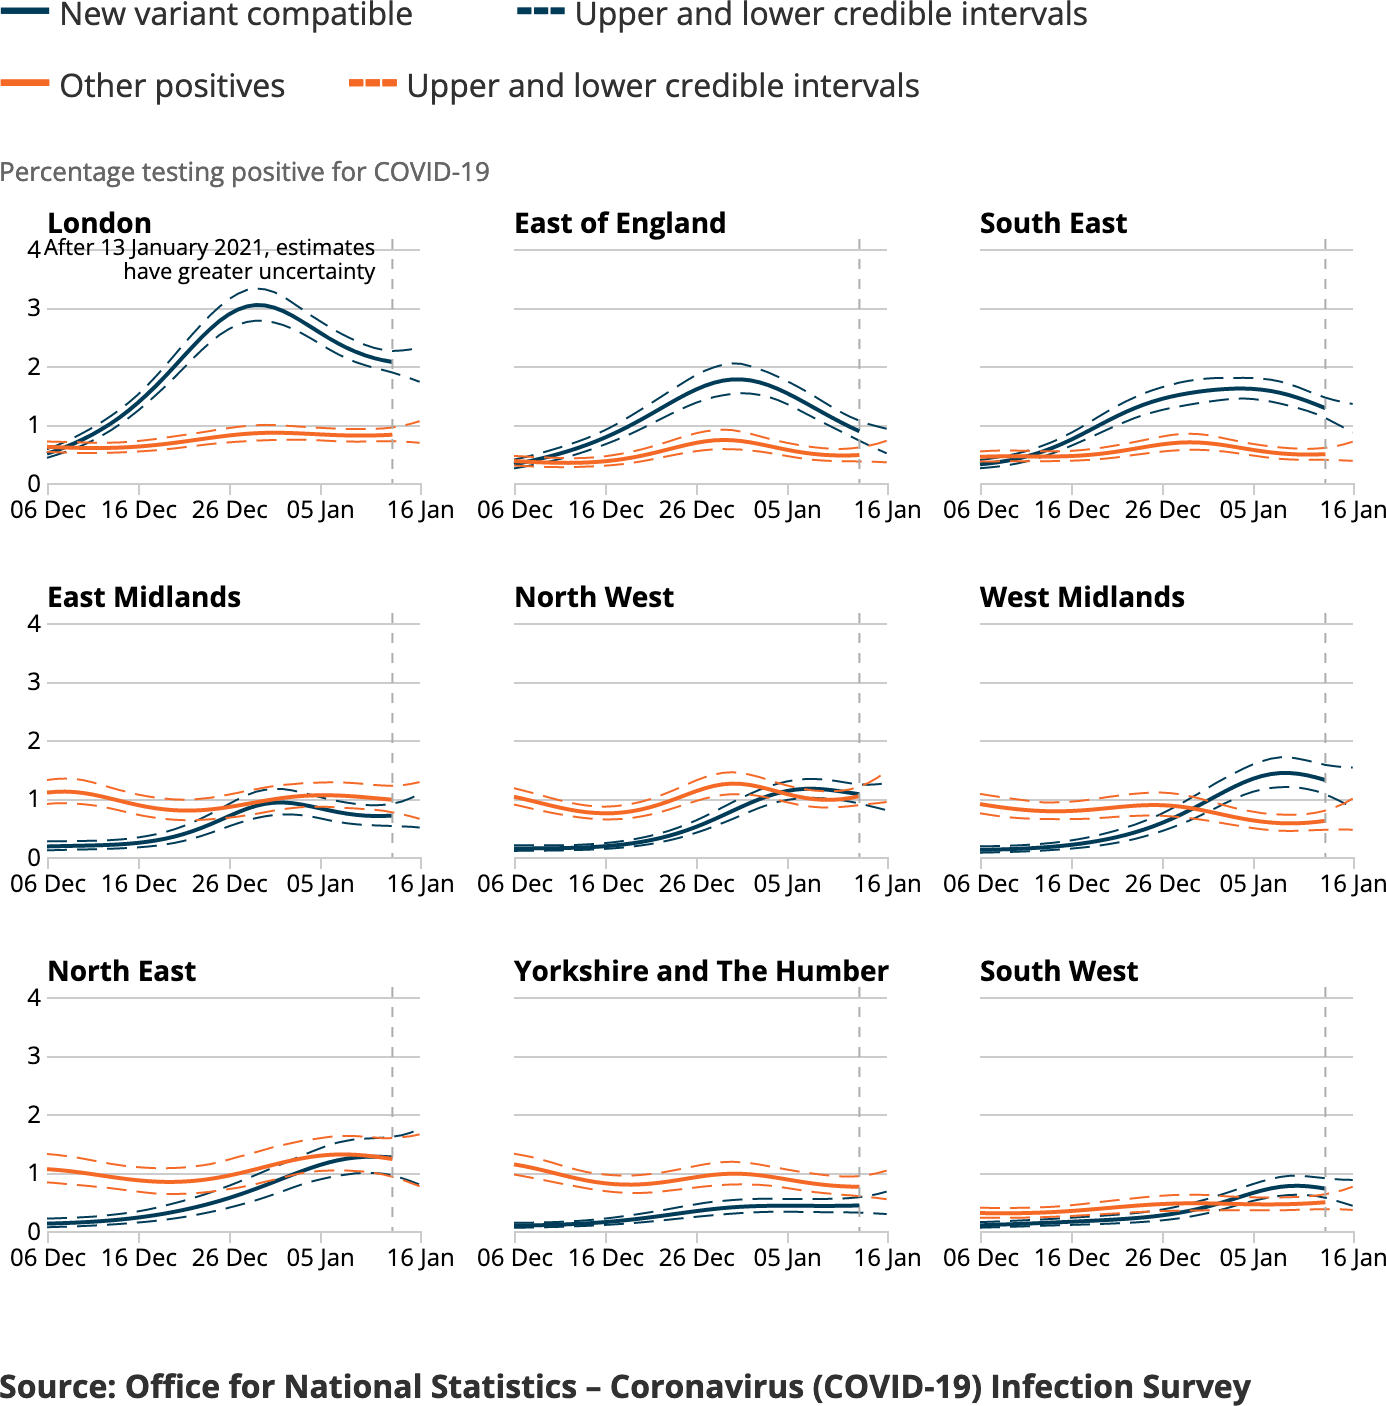 New variant compatible
Upper and lower credible intervals
Other positives
Upper and lower credible intervals
Percentage testing positive for COVID-19
London
East of England
South East
After 13 January 2021, estimates
have greater uncertainty
4
3
2
1
0
06 Dec 16 Dec 26 Dec 05 Jan 16 Jan
06 Dec 16 Dec 26 Dec 05 Jan 16 Jan
06 Dec 16 Dec 26 Dec 05 Jan 16 Jan
East Midlands
North West
West Midlands
4
3
2
1
0
06 Dec 16 Dec 26 Dec 05 Jan 16 Jan
06 Dec 16 Dec 26 Dec 05 Jan 16 Jan
06 Dec 16 Dec 26 Dec 05 Jan 16 Jan
North East
Yorkshire and The Humber
South West
4
3
2
1
0
06 Dec 16 Dec 26 Dec 05 Jan 16 Jan
06 Dec 16 Dec 26 Dec 05 Jan 16 Jan
06 Dec 16 Dec 26 Dec 05 Jan 16 Jan
Source: Office for National Statistics – Coronavirus (COVID-19) Infection Survey